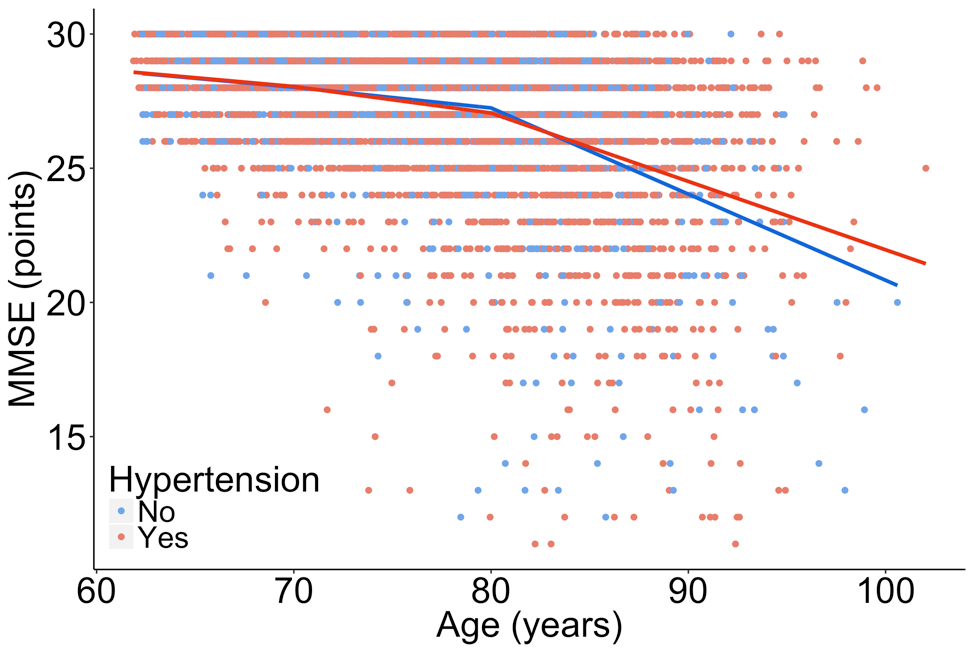 30
25
20
15
MMSE (points)
Hypertension
No
Yes
60 70 80 90 100
Age (years)